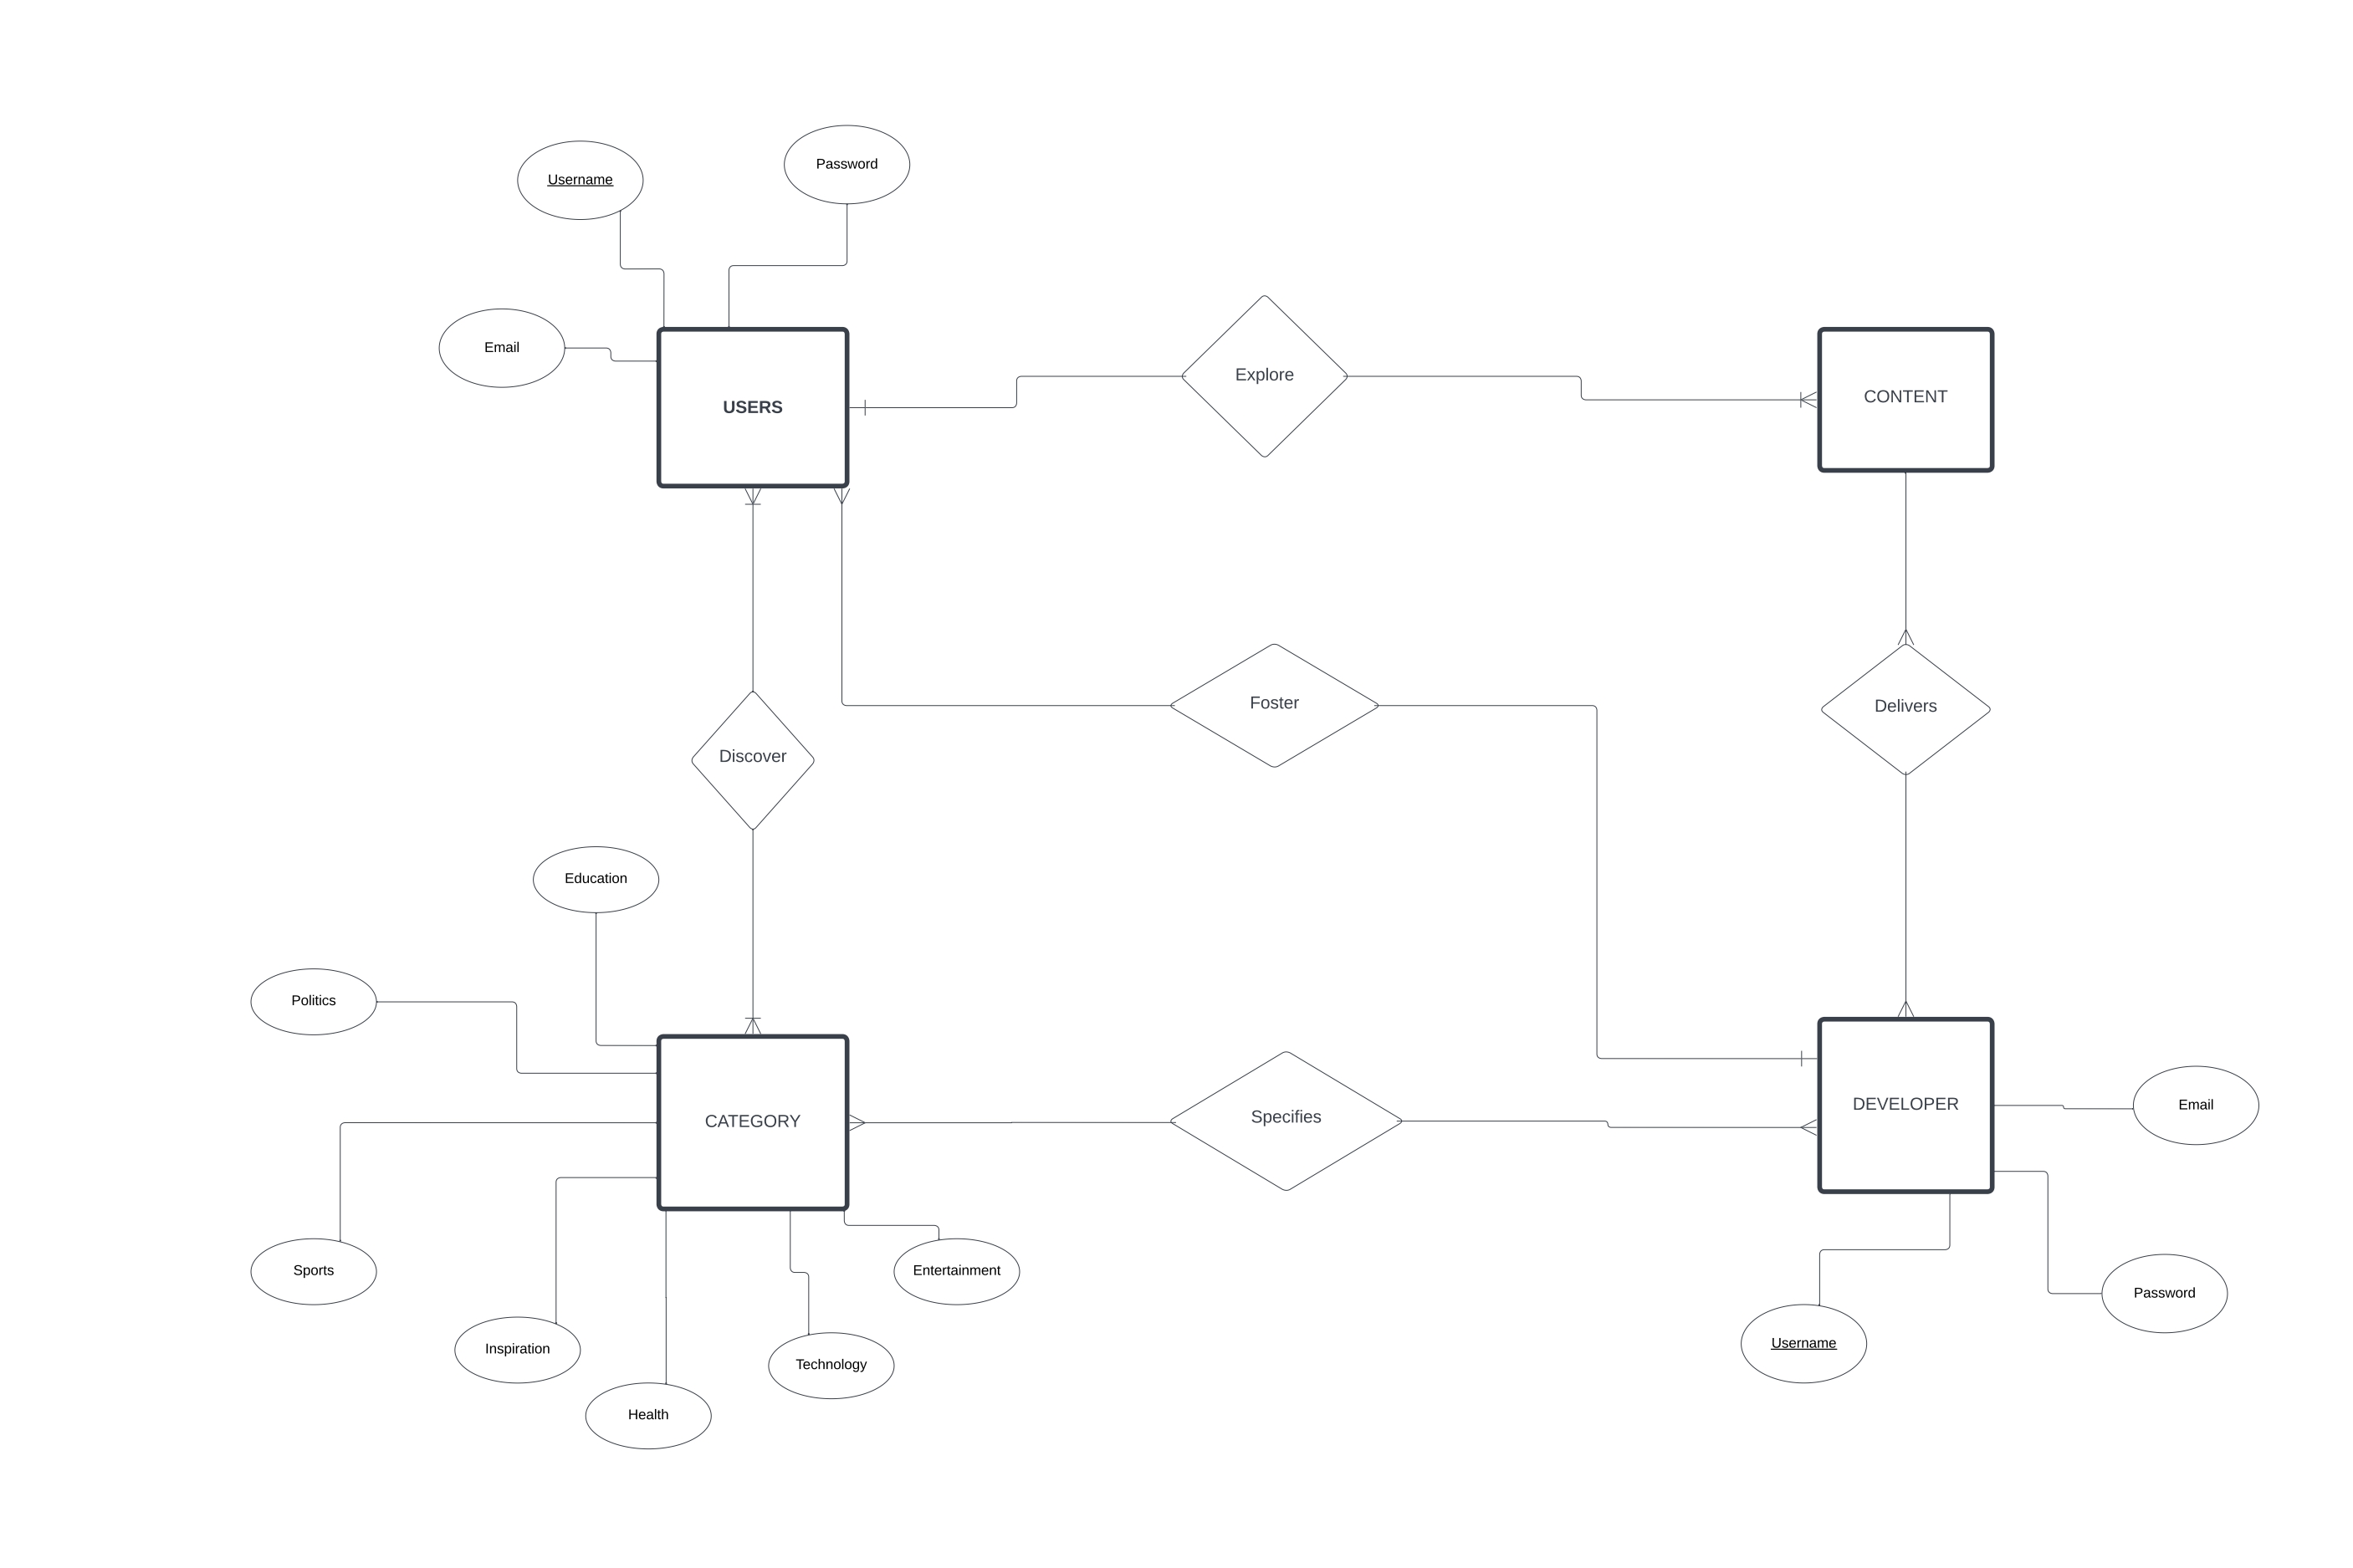 Password
Username
Email
Explore
CONTENT
USERS
Foster
Delivers
Discover
Education
Politics
DEVELOPER
Email
Specifies
CATEGORY
Sports
Entertainment
Password
Username
Inspiration
Technology
Health